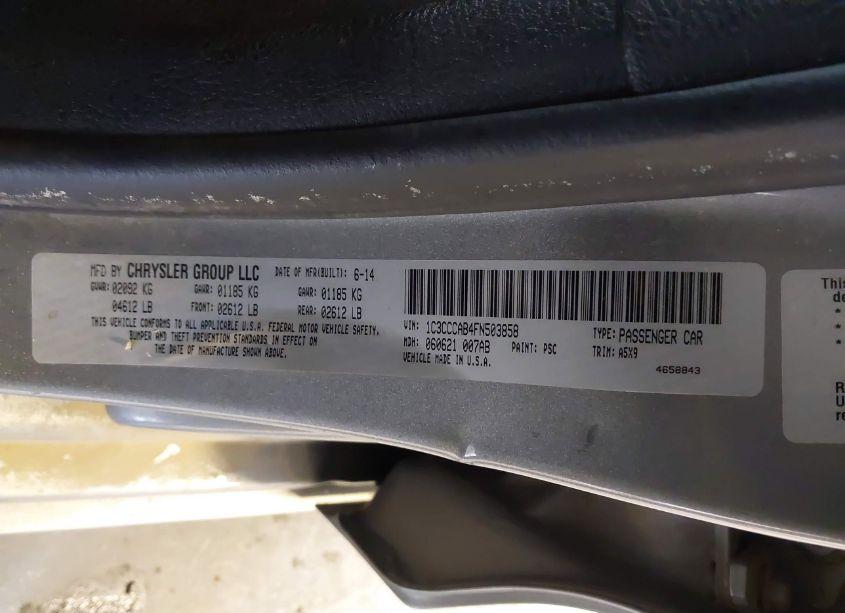 MFD BY CHRYSLER GROUP LLC DATE OF MFR(BUILT): 6-14
GVWR: 02092 KG GAWR: 01185 KG GAWR: 01185 KG
04612 LB FRONT: 02612 LB REAR: 02612 LB
THIS VEHICLE CONFORMS TO ALL APPLICABLE U.S.A. FEDERAL MOTOR VEHICLE SAFETY,
BUMPER AND THEFT PREVENTION STANDARDS IN EFFECT ON
THE DATE OF MANUFACTURE SHOWN ABOVE.
VIN: 1C3CCCAB4FN503858 TYPE: PASSENGER CAR
MDH: 060621 007AB PAINT: PSC TRIM: A5X9
VEHICLE MADE IN U.S.A.
4658843
This
de
*
*
*
R
U
re